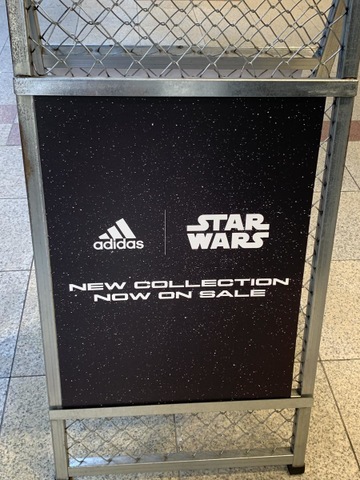 adidas
STAR
WARS
NEW COLLECTION
NOW ON SALE